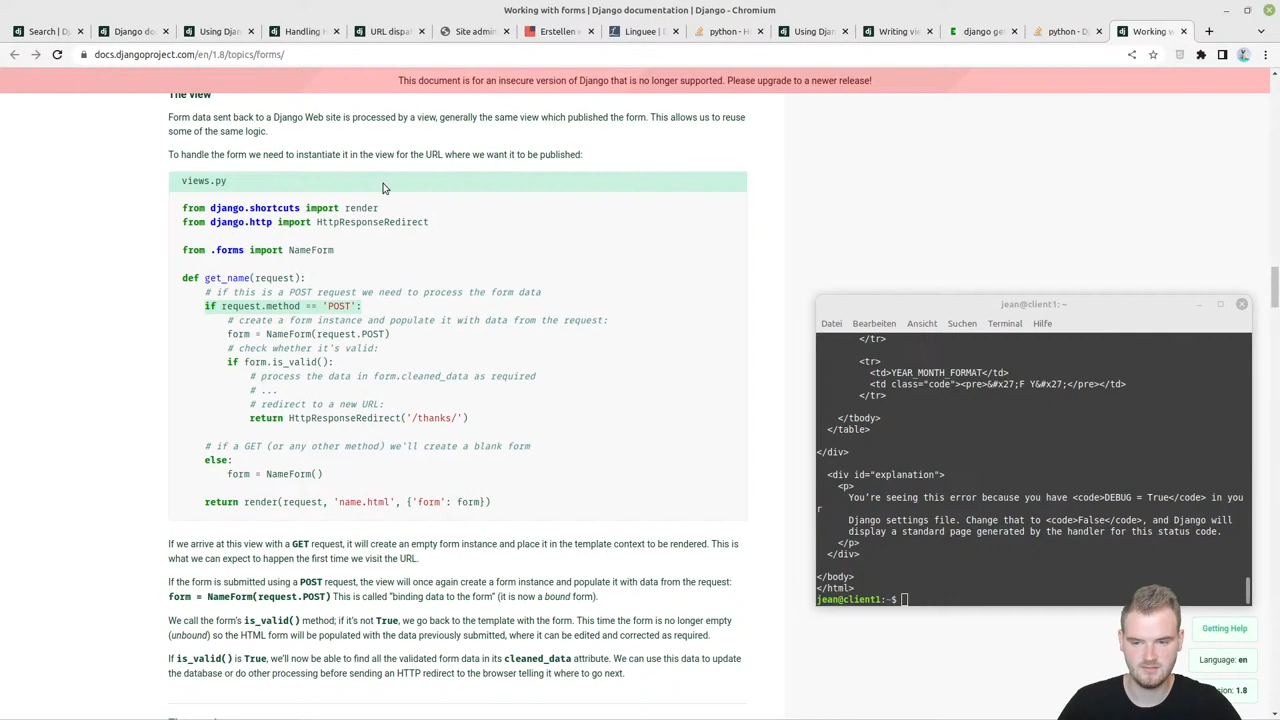 Working with forms | Django documentation | Django - Chromium
Search | Dj
Django do
Using Djan
Handling H
URL dispat
Site admin
Erstellen v
Linguee |
python - H
Using Djan
Writing vie
django get
python - Dj
Working w
docs.djangoproject.com/en/1.8/topics/forms/
This document is for an insecure version of Django that is no longer supported. Please upgrade to a newer release!
The view
Form data sent back to a Django Web site is processed by a view, generally the same view which published the form. This allows us to reuse
some of the same logic.
To handle the form we need to instantiate it in the view for the URL where we want it to be published:
views.py
from django.shortcuts import render
from django.http import HttpResponseRedirect
from .forms import NameForm
def get_name(request):
# if this is a POST request we need to process the form data
if request.method == 'POST':
# create a form instance and populate it with data from the request:
form = NameForm(request.POST)
# check whether it's valid:
if form.is_valid():
# process the data in form.cleaned_data as required
# ...
# redirect to a new URL:
return HttpResponseRedirect('/thanks/')
# if a GET (or any other method) we'll create a blank form
else:
form = NameForm()
return render(request, 'name.html', {'form': form})
If we arrive at this view with a GET request, it will create an empty form instance and place it in the template context to be rendered. This is
what we can expect to happen the first time we visit the URL.
If the form is submitted using a POST request, the view will once again create a form instance and populate it with data from the request:
form = NameForm(request.POST) This is called "binding data to the form" (it is now a bound form).
We call the form's is_valid() method; if it's not True, we go back to the template with the form. This time the form is no longer empty
(unbound) so the HTML form will be populated with the data previously submitted, where it can be edited and corrected as required.
If is_valid() is True, we'll now be able to find all the validated form data in its cleaned_data attribute. We can use this data to update
the database or do other processing before sending an HTTP redirect to the browser telling it where to go next.
jean@client1: ~
Datei Bearbeiten Ansicht Suchen Terminal Hilfe
</tr>
<tr>
<td>YEAR_MONTH_FORMAT</td>
<td class="code"><pre>&#x27;F Y&#x27;</pre></td>
</tr>
</tbody>
</table>
</div>
<div id="explanation">
<p>
You're seeing this error because you have <code>DEBUG = True</code> in you
r
Django settings file. Change that to <code>False</code>, and Django will
display a standard page generated by the handler for this status code.
</p>
</div>
</body>
</html>
jean@client1:~$
Getting Help
Language: en
sion: 1.8